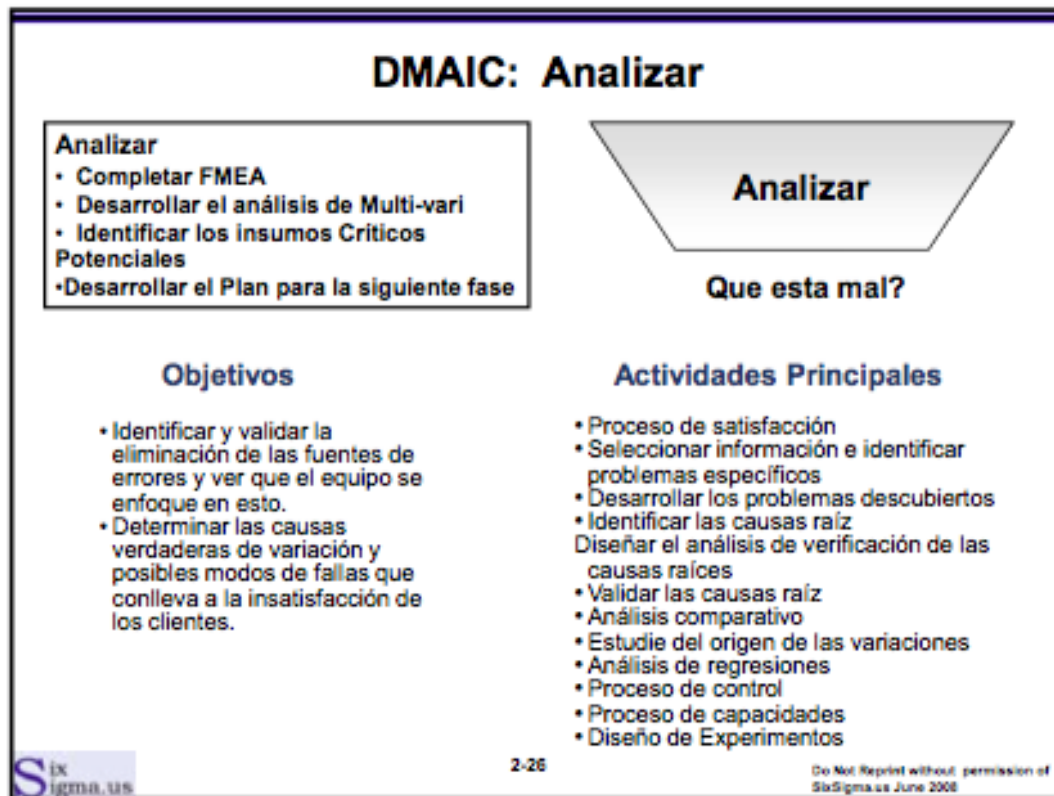 DMAIC: Analizar
Analizar
• Completar FMEA
• Desarrollar el análisis de Multi-vari
• Identificar los insumos Críticos
Potenciales
•Desarrollar el Plan para la siguiente fase
Analizar
Que esta mal?
Objetivos
• Identificar y validar la
eliminación de las fuentes de
errores y ver que el equipo se
enfoque en esto.
• Determinar las causas
verdaderas de variación y
posibles modos de fallas que
conlleva a la insatisfacción de
los clientes.
Actividades Principales
• Proceso de satisfacción
• Seleccionar información e identificar
problemas específicos
• Desarrollar los problemas descubiertos
• Identificar las causas raíz
Diseñar el análisis de verificación de las
causas raíces
• Validar las causas raíz
• Análisis comparativo
• Estudie del origen de las variaciones
• Análisis de regresiones
• Proceso de control
• Proceso de capacidades
• Diseño de Experimentos
Six
Sigma.us
2-26
Do Not Reprint without permission of
SixSigma.us June 2008